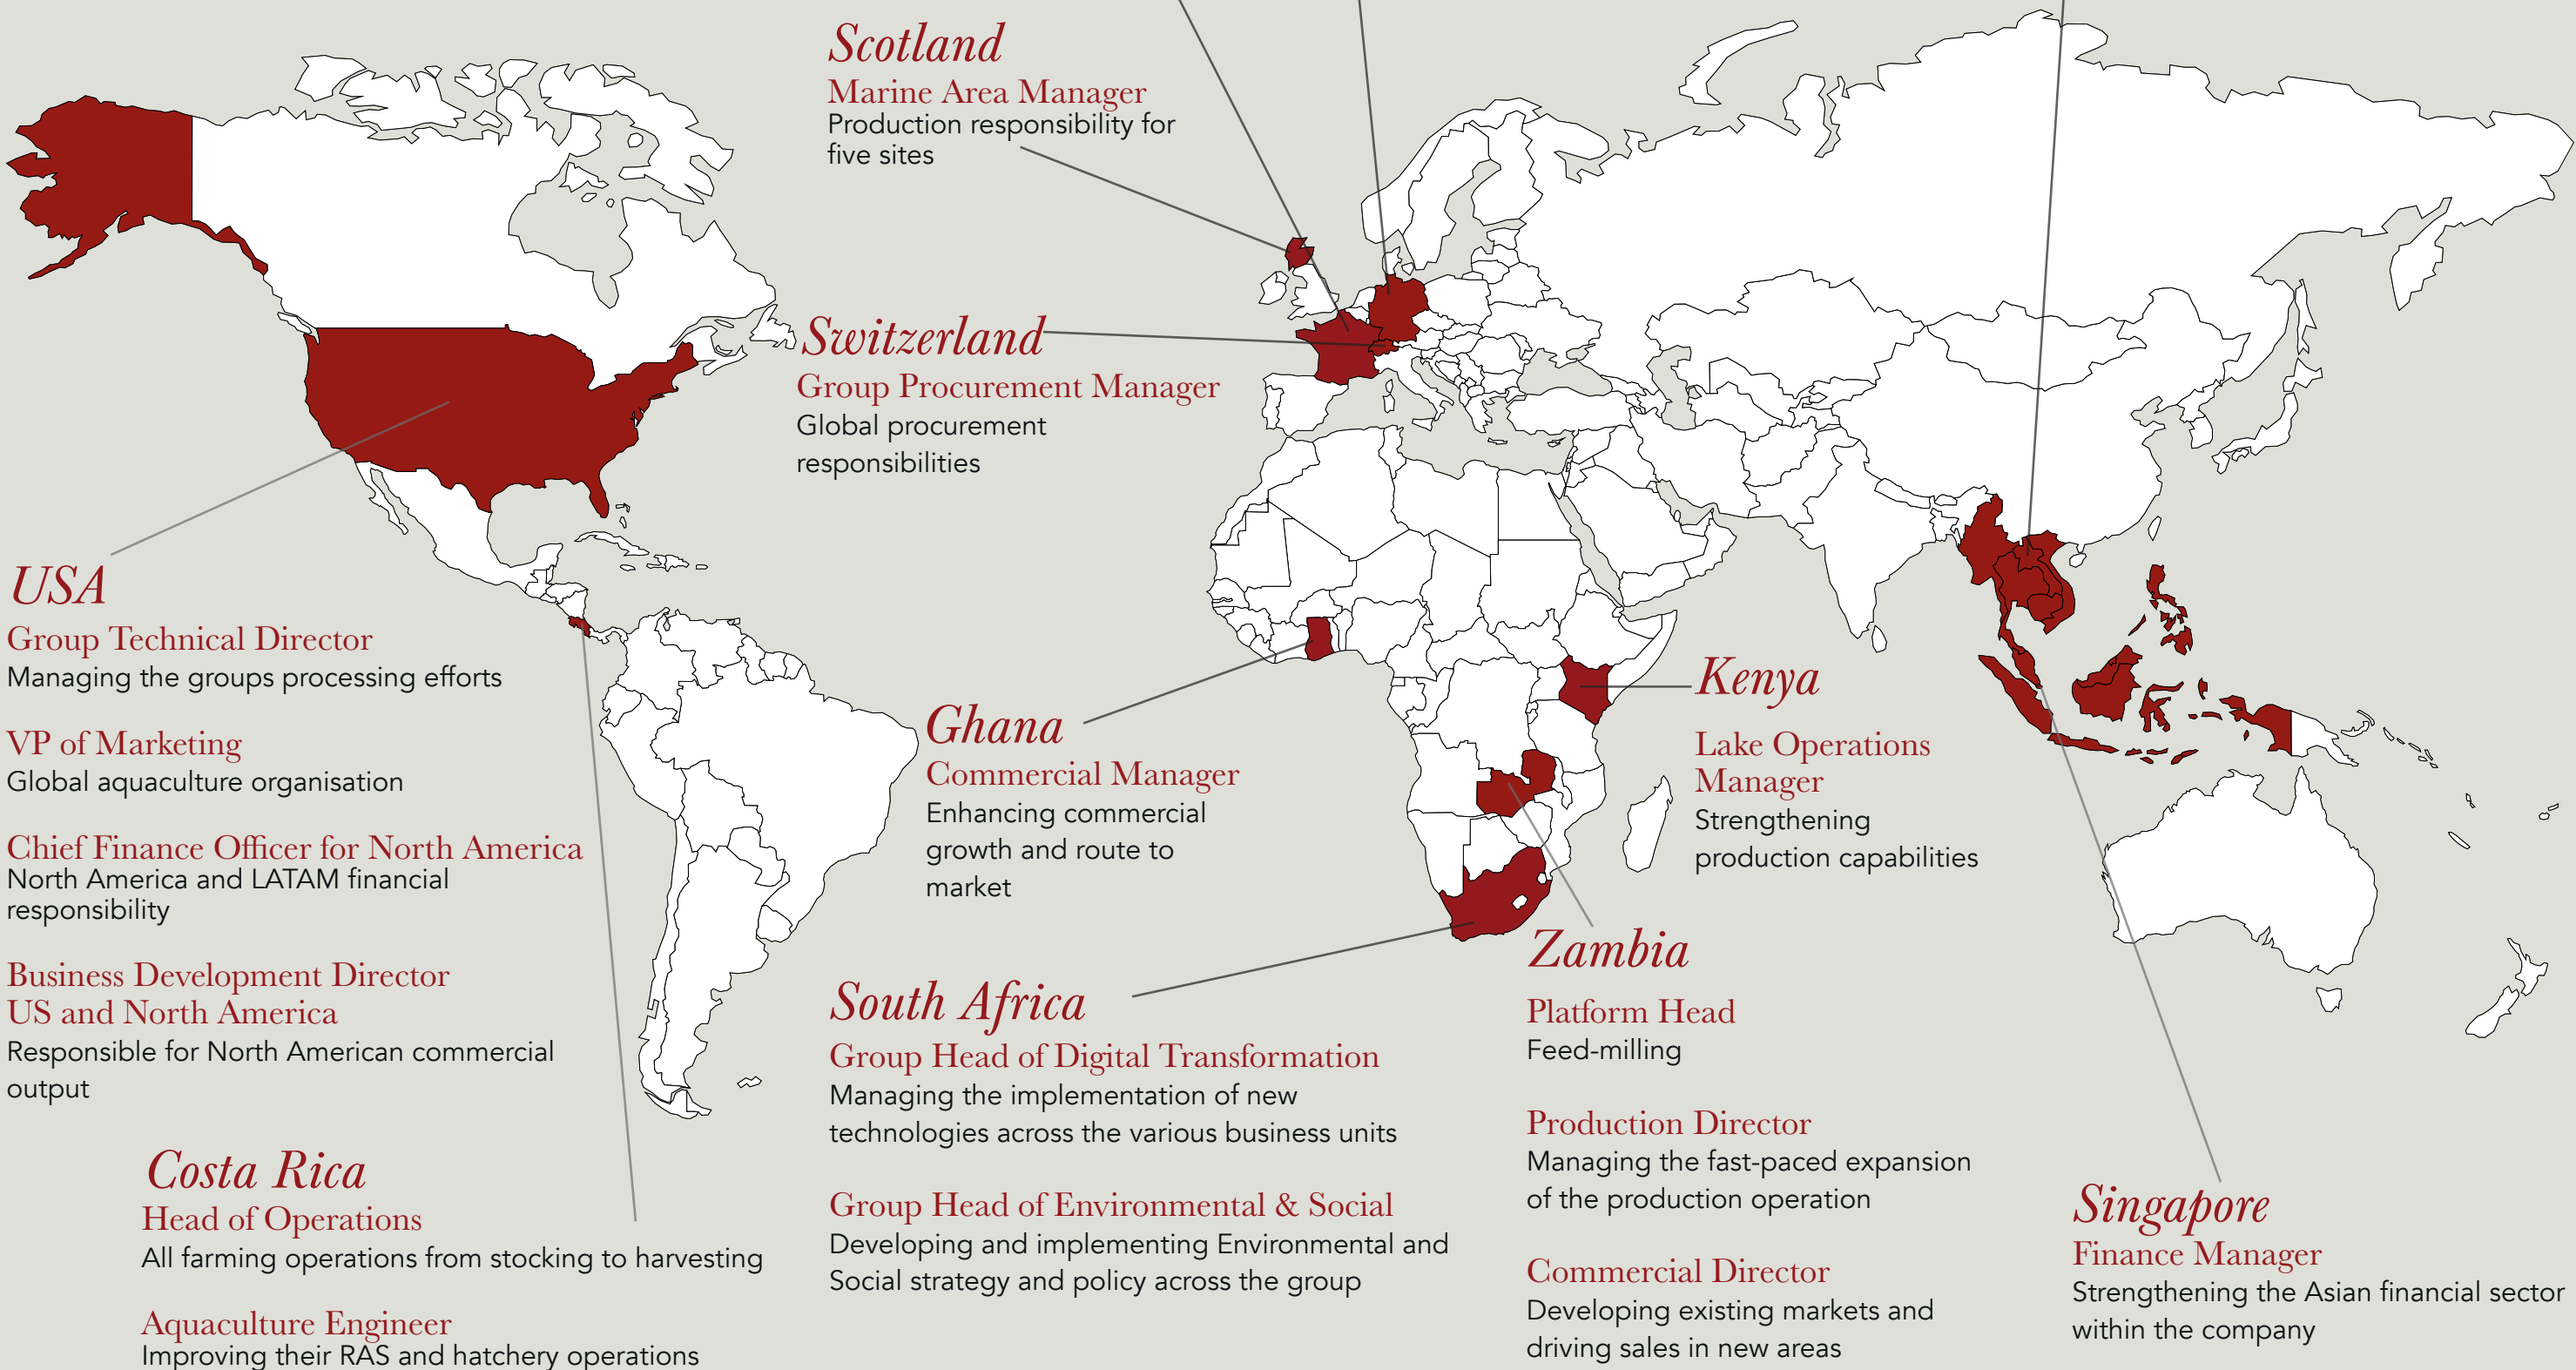 Scotland
Marine Area Manager
Production responsibility for
five sites
Switzerland
Group Procurement Manager
Global procurement
responsibilities
USA
Group Technical Director
Managing the groups processing efforts
VP of Marketing
Global aquaculture organisation
Chief Finance Officer for North America
North America and LATAM financial
responsibility
Business Development Director
US and North America
Responsible for North American commercial
output
Costa Rica
Head of Operations
All farming operations from stocking to harvesting
Aquaculture Engineer
Improving their RAS and hatchery operations
Ghana
Commercial Manager
Enhancing commercial
growth and route to
market
South Africa
Group Head of Digital Transformation
Managing the implementation of new
technologies across the various business units
Group Head of Environmental & Social
Developing and implementing Environmental and
Social strategy and policy across the group
Kenya
Lake Operations
Manager
Strengthening
production capabilities
Zambia
Platform Head
Feed-milling
Production Director
Managing the fast-paced expansion
of the production operation
Commercial Director
Developing existing markets and
driving sales in new areas
Singapore
Finance Manager
Strengthening the Asian financial sector
within the company